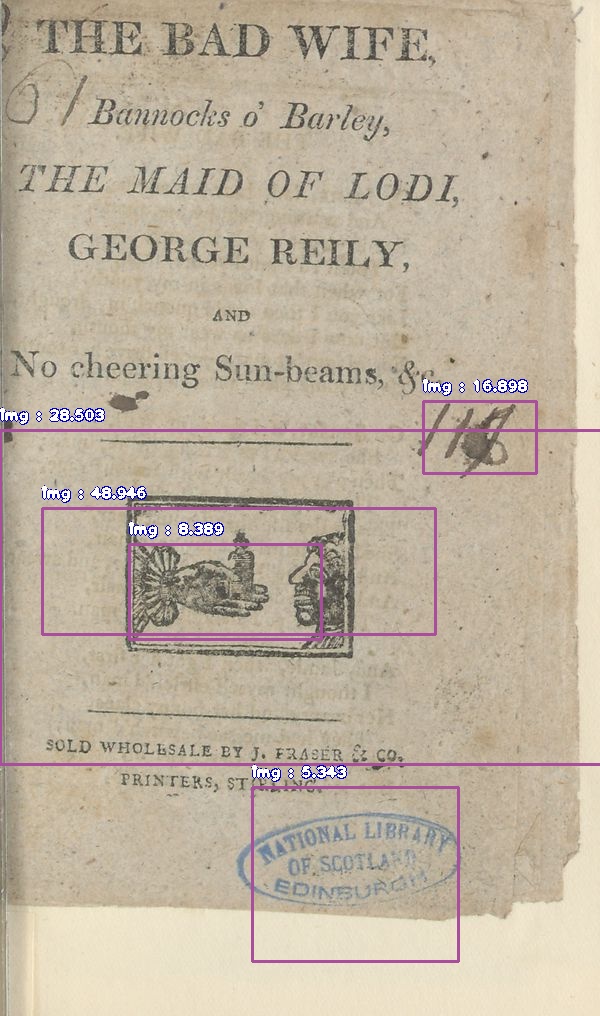 THE BAD WIFE,
Bannocks o' Barley,
THE MAID OF LODI,
GEORGE REILY,
AND
No cheering Sun-beams, &c.
Img : 16.898
Img : 28.503
Img : 48.946
Img : 8.389
SOLD WHOLESALE BY J. FRASER & CO.
PRINTERS, STIRLING.
Img : 5.343
NATIONAL LIBRARY
OF SCOTLAND
EDINBURGH